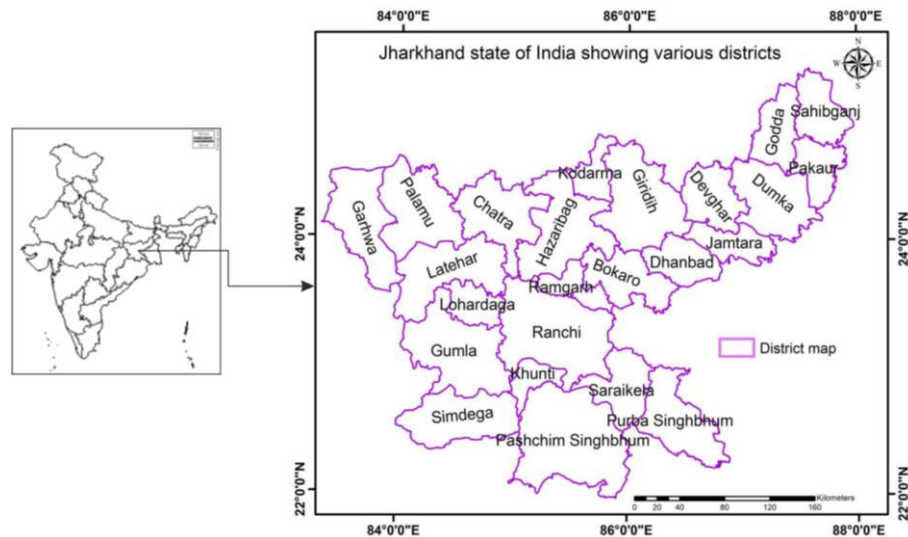 84°0'0"E 86°0'0"E 88°0'0"E
Jharkhand state of India showing various districts
N
W E
S
Sahibganj
Godda
Pakaur
Kodarma
Giridih
Devghar
Dumka
Palamu
Garhwa
Chatra
Hazaribag
Jamtara
24°0'0"N 24°0'0"N
Latehar
Bokaro
Dhanbad
Ramgarh
Lohardaga
Ranchi
Gumla
District map
Khunti
Saraikela
Simdega
Purba Singhbhum
Pashchim Singhbhum
Kilometers
0 20 40 80 120 160
22°0'0"N 22°0'0"N
84°0'0"E 86°0'0"E 88°0'0"E